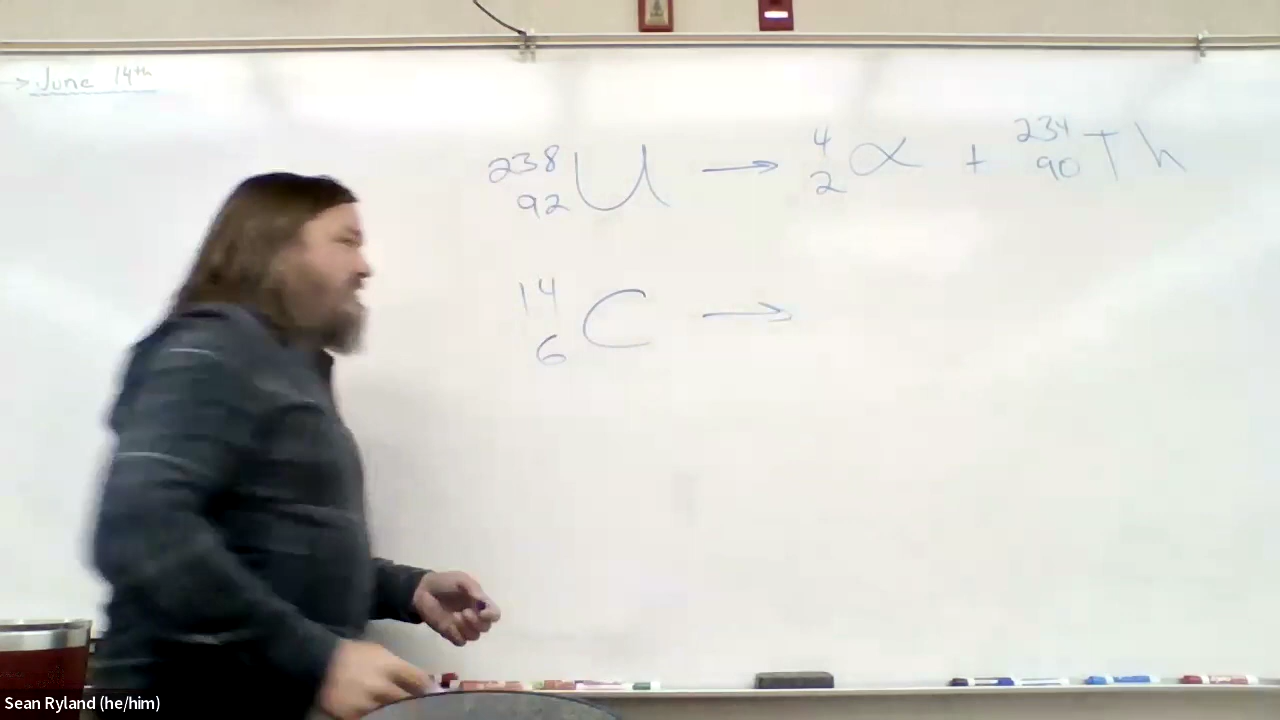 → June 14th
238 92 U → 4 2 α + 234 90 Th
14 6 C →
Sean Ryland (he/him)